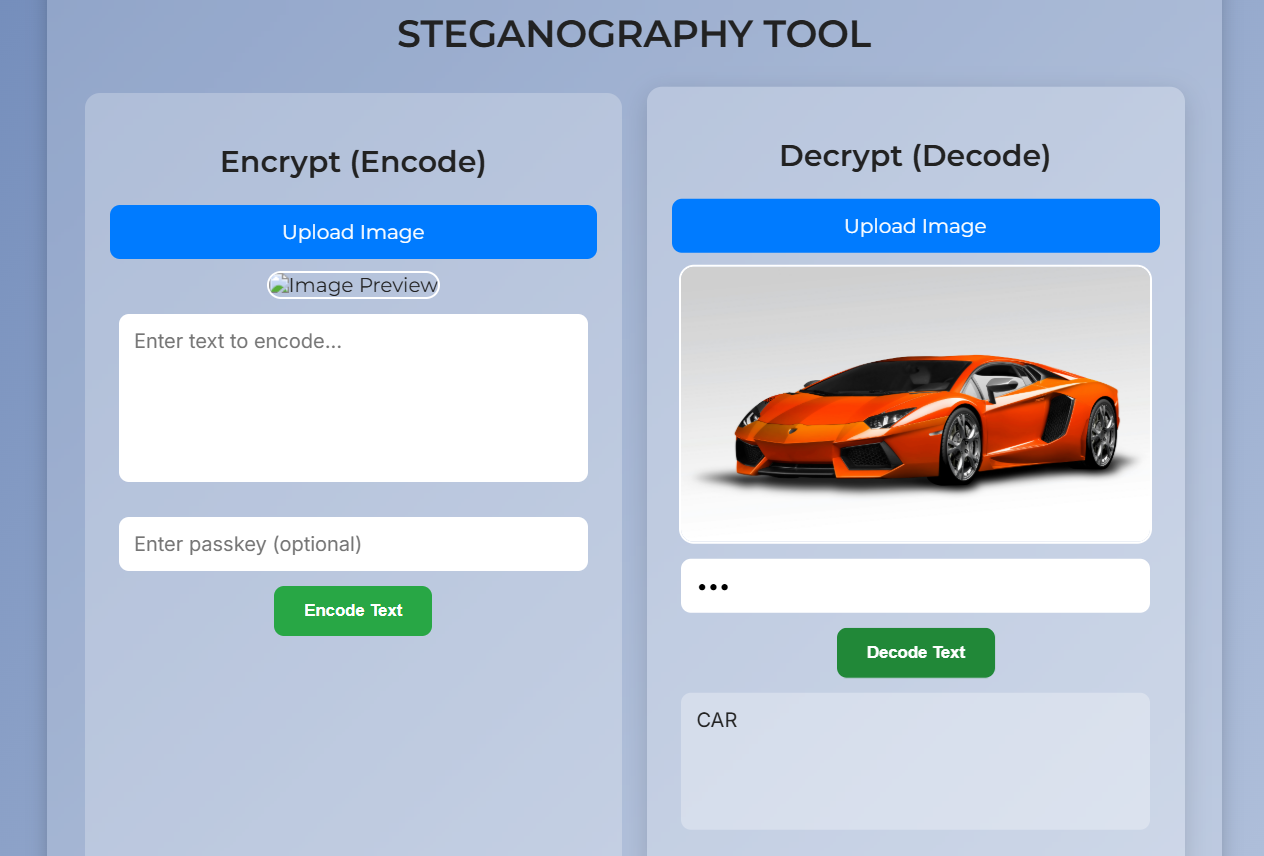 STEGANOGRAPHY TOOL
Encrypt (Encode)
Upload Image
Image Preview
Enter text to encode...
Enter passkey (optional)
Encode Text
Decrypt (Decode)
Upload Image
•••
Decode Text
CAR